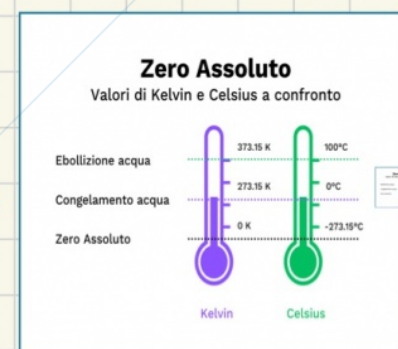 Zero Assoluto
Valori di Kelvin e Celsius a confronto
373.15 K 100°C
Ebollizione acqua
273.15 K 0°C
Congelamento acqua
0 K -273.15°C
Zero Assoluto
Kelvin Celsius